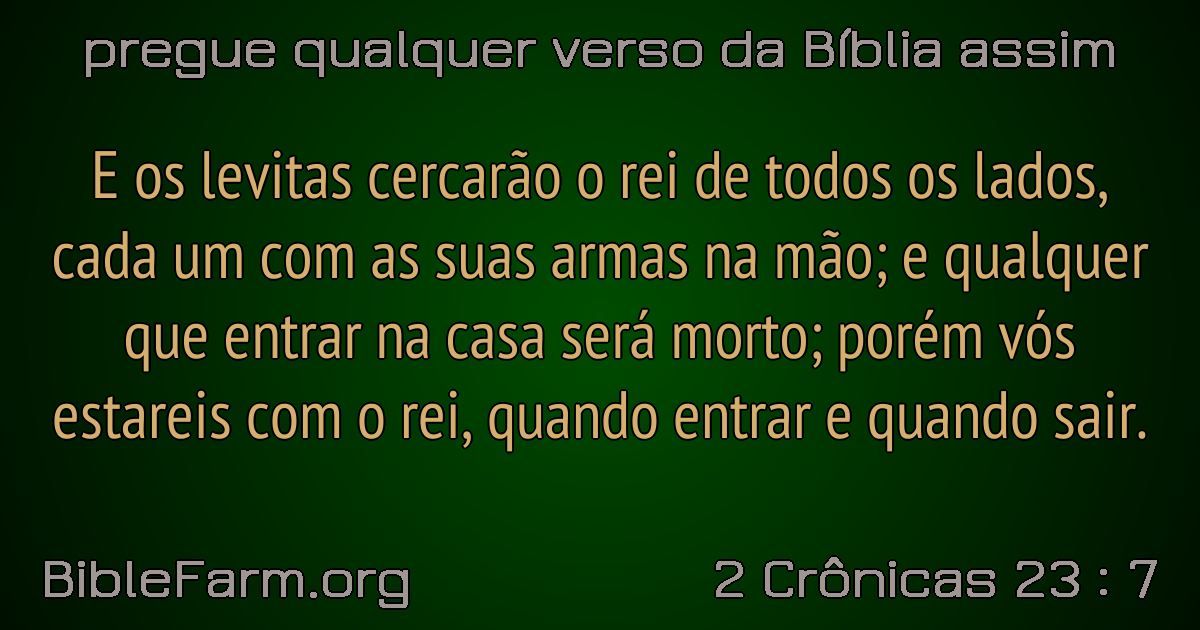 pregue qualquer verso da Bíblia assim
E os levitas cercarão o rei de todos os lados,
cada um com as suas armas na mão; e qualquer
que entrar na casa será morto; porém vós
estareis com o rei, quando entrar e quando sair.
BibleFarm.org
2 Crônicas 23 : 7